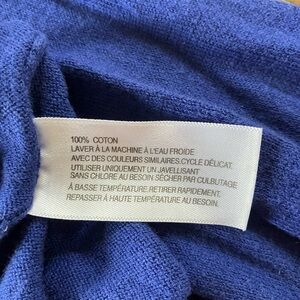 100% COTON
LAVER À LA MACHINE À L'EAU FROIDE
AVEC DES COULEURS SIMILAIRES.CYCLE DÉLICAT.
UTILISER UNIQUEMENT UN JAVELLISANT
SANS CHLORE AU BESOIN SÉCHER PAR CULBUTAGE
À BASSE TEMPÉRATURE.RETIRER RAPIDEMENT.
REPASSER À HAUTE TEMPÉRATURE AU BESOIN